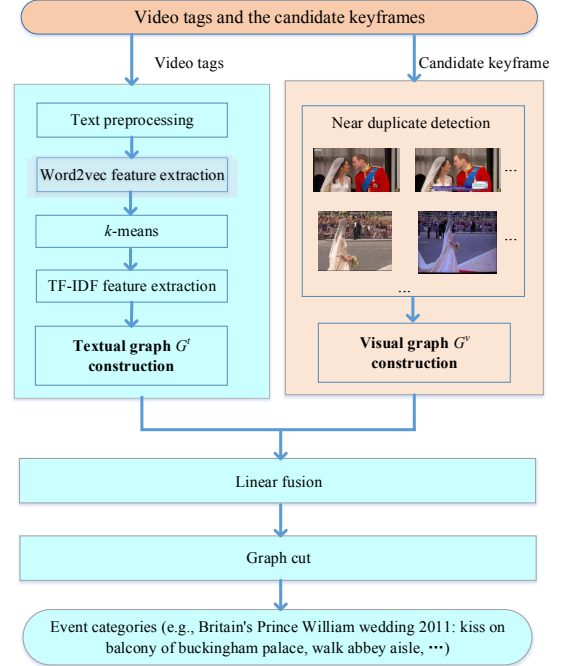 Video tags and the candidate keyframes
Video tags
Candidate keyframe
Text preprocessing
Word2vec feature extraction
k-means
TF-IDF feature extraction
Textual graph Gᵗ
construction
Near duplicate detection
...
...
...
Visual graph Gᵛ
construction
Linear fusion
Graph cut
Event categories (e.g., Britain's Prince William wedding 2011: kiss on
balcony of buckingham palace, walk abbey aisle, ···)